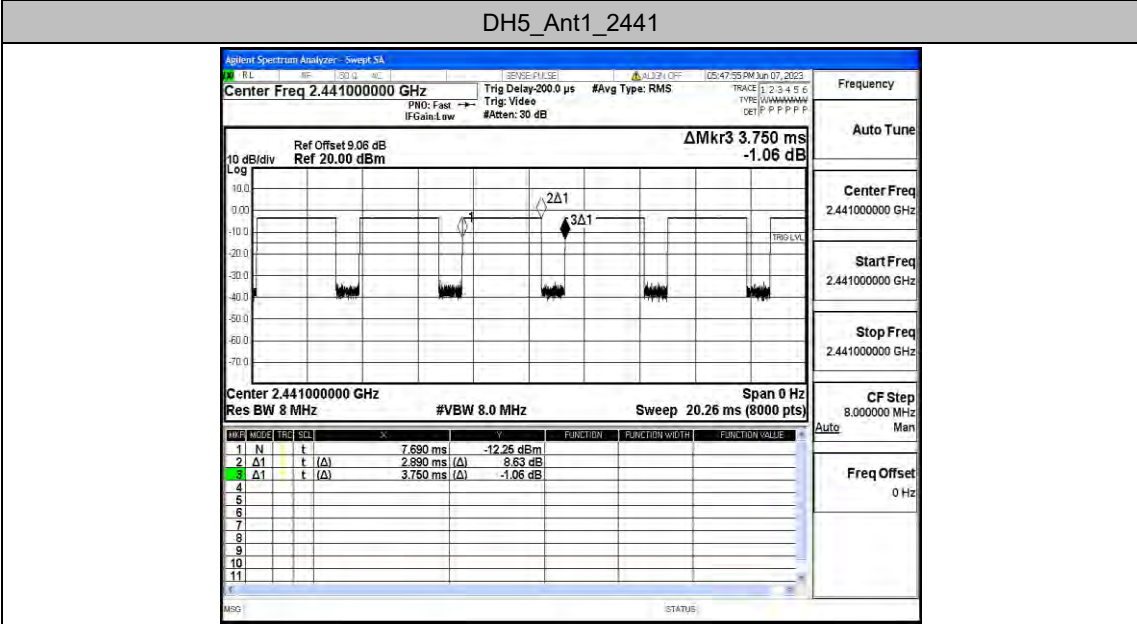 DH5_Ant1_2441
Agilent Spectrum Analyzer - Swept SA
RL RF 50 Ω AC SENSE:PULSE ALIGN OFF 05:47:55 PM Jun 07, 2023
Center Freq 2.441000000 GHz
PNO: Fast
IFGain:Low
Trig Delay-200.0 µs
Trig: Video
#Atten: 30 dB
#Avg Type: RMS
TRACE 1 2 3 4 5 6
TYPE WWWWWW
DET P P P P P P
Frequency
Auto Tune
Center Freq
2.441000000 GHz
Start Freq
2.441000000 GHz
Stop Freq
2.441000000 GHz
CF Step
8.000000 MHz
Auto Man
Freq Offset
0 Hz
ΔMkr3 3.750 ms
-1.06 dB
Ref Offset 9.06 dB
10 dB/div Ref 20.00 dBm
Log
10.0
0.00
-10.0
-20.0
-30.0
-40.0
-50.0
-60.0
-70.0
1
2Δ1
3Δ1
TRIG LVL
Center 2.441000000 GHz Span 0 Hz
Res BW 8 MHz #VBW 8.0 MHz Sweep 20.26 ms (8000 pts)
MKR MODE TRC SCL X Y FUNCTION FUNCTION WIDTH FUNCTION VALUE
1 N t 7.690 ms -12.25 dBm
2 Δ1 t (Δ) 2.890 ms (Δ) 8.63 dB
3 Δ1 t (Δ) 3.750 ms (Δ) -1.06 dB
4
5
6
7
8
9
10
11
MSG STATUS